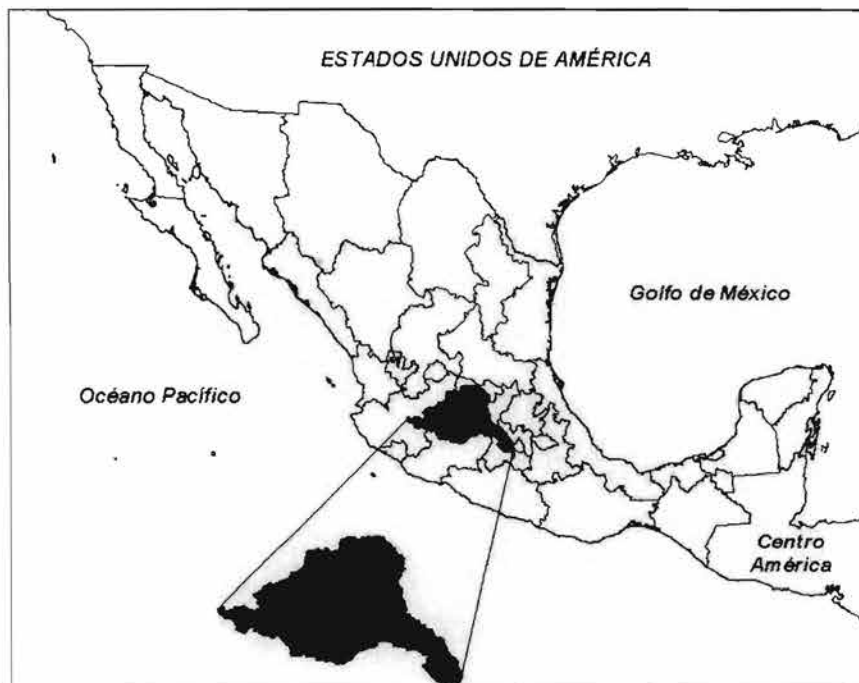 ESTADOS UNIDOS DE AMÉRICA
Golfo de México
Océano Pacífico
Centro
América